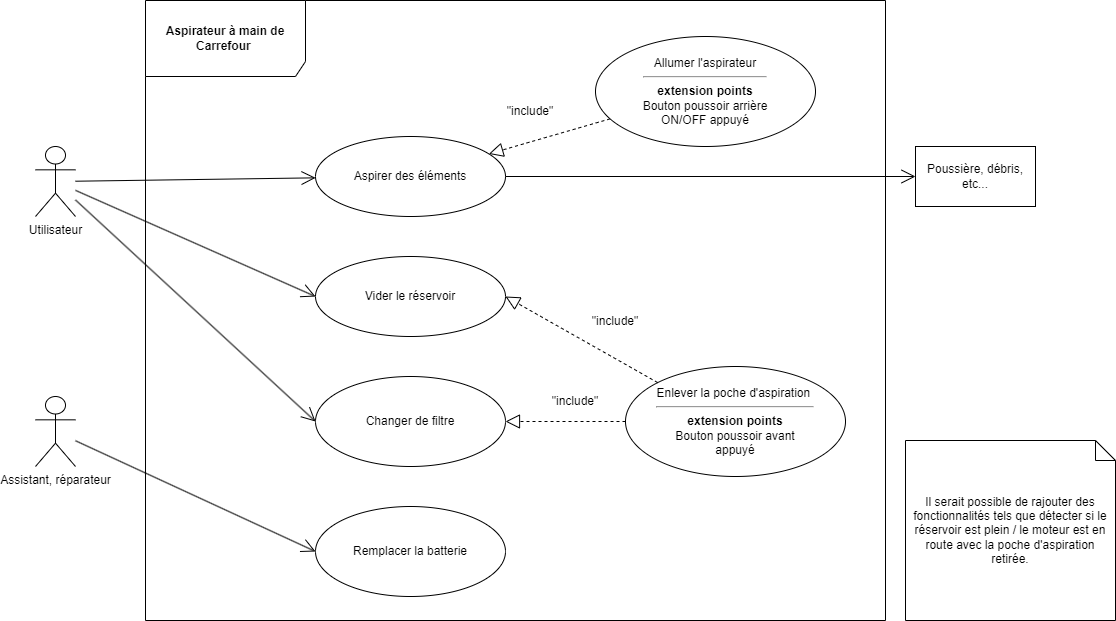 Aspirateur à main de
Carrefour
Allumer l'aspirateur
extension points
Bouton poussoir arrière
ON/OFF appuyé
"include"
Aspirer des éléments
Poussière, débris,
etc...
Utilisateur
Vider le réservoir
"include"
Enlever la poche d'aspiration
extension points
Bouton poussoir avant
appuyé
"include"
Changer de filtre
Assistant, réparateur
Remplacer la batterie
Il serait possible de rajouter des
fonctionnalités tels que détecter si le
réservoir est plein / le moteur est en
route avec la poche d'aspiration
retirée.